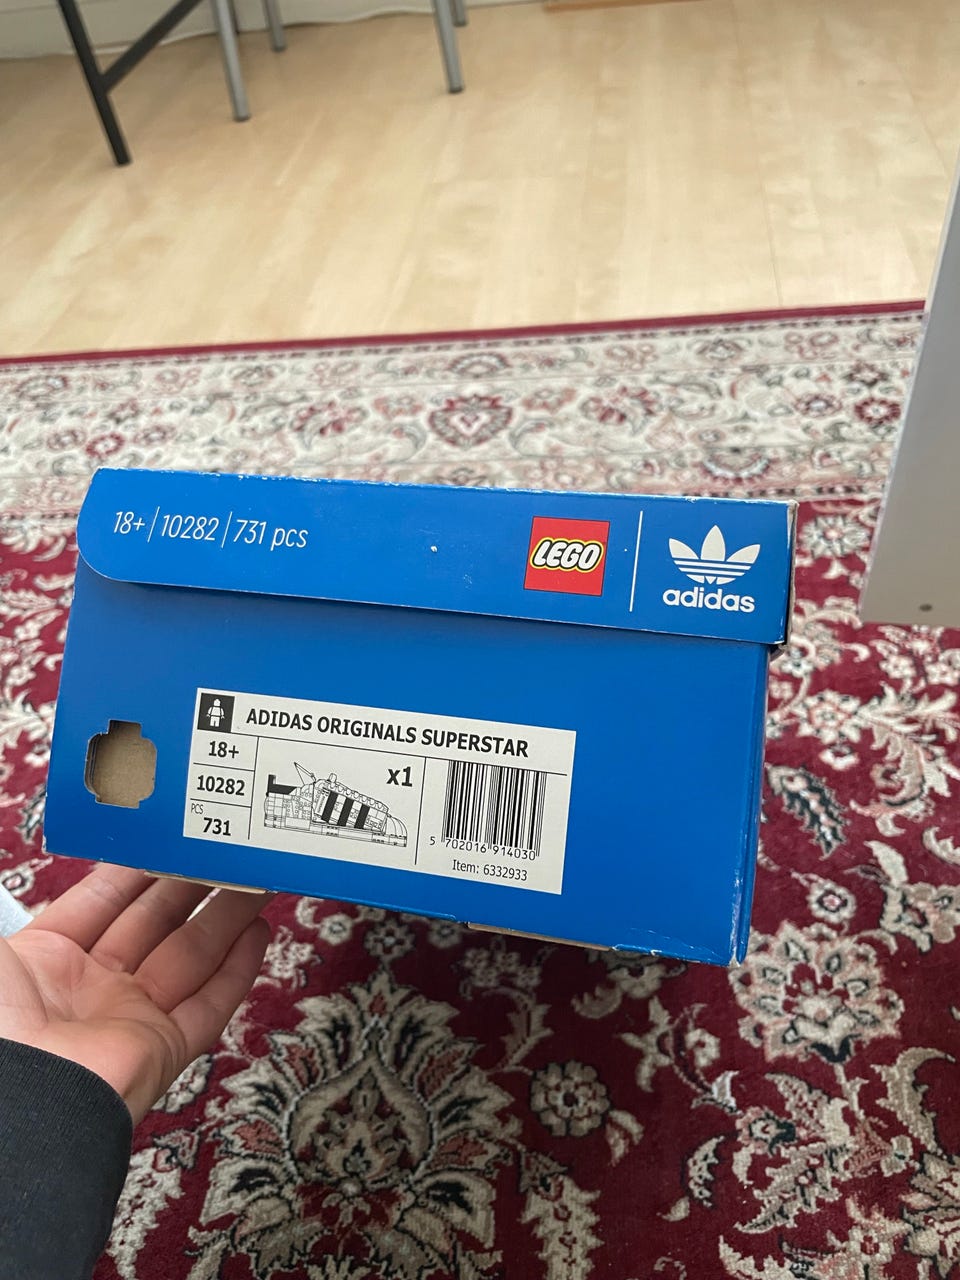 18+/10282/731 pcs
LEGO
adidas
ADIDAS ORIGINALS SUPERSTAR
18+
10282
PCS
731
x1
5 702016 914030
Item: 6332933